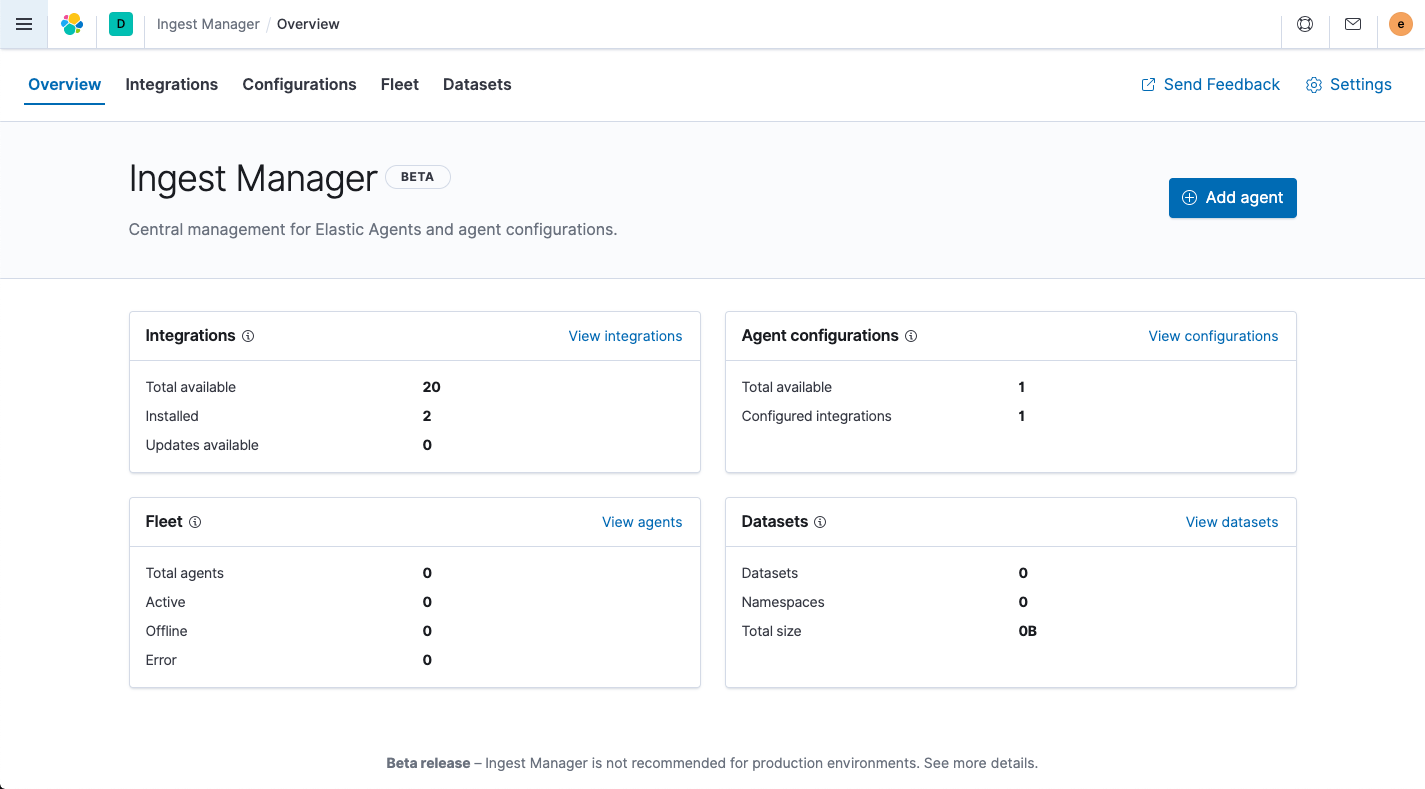 D Ingest Manager / Overview e
Overview Integrations Configurations Fleet Datasets Send Feedback Settings
Ingest Manager BETA
Central management for Elastic Agents and agent configurations.
Add agent
Integrations View integrations
Total available 20
Installed 2
Updates available 0
Agent configurations View configurations
Total available 1
Configured integrations 1
Fleet View agents
Total agents 0
Active 0
Offline 0
Error 0
Datasets View datasets
Datasets 0
Namespaces 0
Total size 0B
Beta release – Ingest Manager is not recommended for production environments. See more details.